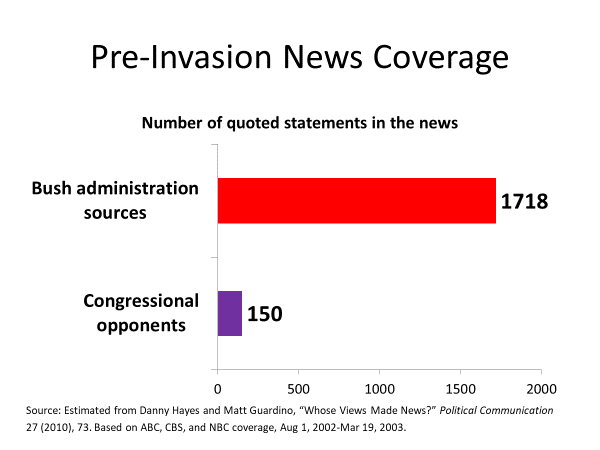 Pre-Invasion News Coverage
Number of quoted statements in the news
Bush administration
sources
1718
Congressional
opponents
150
0 500 1000 1500 2000
Source: Estimated from Danny Hayes and Matt Guardino, “Whose Views Made News?” Political Communication
27 (2010), 73. Based on ABC, CBS, and NBC coverage, Aug 1, 2002-Mar 19, 2003.